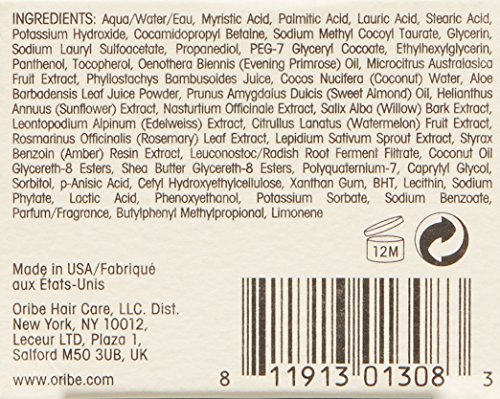 INGREDIENTS: Aqua/Water/Eau, Myristic Acid, Palmitic Acid, Lauric Acid, Stearic Acid,
Potassium Hydroxide, Cocamidopropyl Betaine, Sodium Methyl Cocoyl Taurate, Glycerin,
Sodium Lauryl Sulfoacetate, Propanediol, PEG-7 Glyceryl Cocoate, Ethylhexylglycerin,
Panthenol, Tocopherol, Oenothera Biennis (Evening Primrose) Oil, Microcitrus Australasica
Fruit Extract, Phyllostachys Bambusoides Juice, Cocos Nucifera (Coconut) Water, Aloe
Barbadensis Leaf Juice Powder, Prunus Amygdalus Dulcis (Sweet Almond) Oil, Helianthus
Annuus (Sunflower) Extract, Nasturtium Officinale Extract, Salix Alba (Willow) Bark Extract,
Leontopodium Alpinum (Edelweiss) Extract, Citrullus Lanatus (Watermelon) Fruit Extract,
Rosmarinus Officinalis (Rosemary) Leaf Extract, Lepidium Sativum Sprout Extract, Styrax
Benzoin (Amber) Resin Extract, Leuconostoc/Radish Root Ferment Filtrate, Coconut Oil
Glycereth-8 Esters, Shea Butter Glycereth-8 Esters, Polyquaternium-7, Caprylyl Glycol,
Sorbitol, p-Anisic Acid, Cetyl Hydroxyethylcellulose, Xanthan Gum, BHT, Lecithin, Sodium
Phytate, Lactic Acid, Phenoxyethanol, Potassium Sorbate, Sodium Benzoate,
Parfum/Fragrance, Butylphenyl Methylpropional, Limonene
12M
Made in USA/Fabriqué
aux États-Unis
Oribe Hair Care, LLC. Dist.
New York, NY 10012,
Leceur LTD, Plaza 1,
Salford M50 3UB, UK
www.oribe.com
8 11913 01308 3